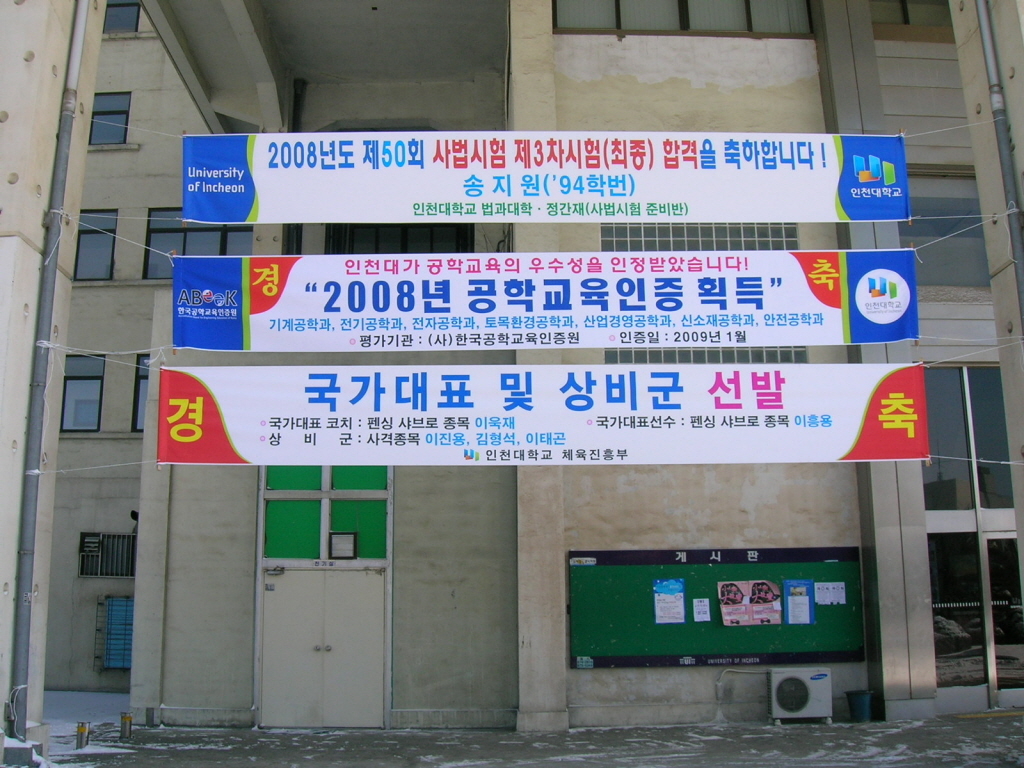 University
of Incheon
2008년도 제50회 사법시험 제3차시험(최종) 합격을 축하합니다!
송지원('94학번)
인천대학교 법과대학 · 정간재(사법시험 준비반)
인천대학교
ABEEK
한국공학교육인증원
경
인천대가 공학교육의 우수성을 인정받았습니다!
"2008년 공학교육인증 획득"
기계공학과, 전기공학과, 전자공학과, 토목환경공학과, 산업경영공학과, 신소재공학과, 안전공학과
평가기관 : (사)한국공학교육인증원 인증일 : 2009년 1월
축
인천대학교
경
국가대표 및 상비군 선발
국가대표 코치 : 펜싱 샤브로 종목 이욱재 국가대표선수 : 펜싱 샤브로 종목 이홍용
상 비 군 : 사격종목 이진용, 김형석, 이태곤
인천대학교 체육진흥부
축
게시판
UNIVERSITY OF INCHEON